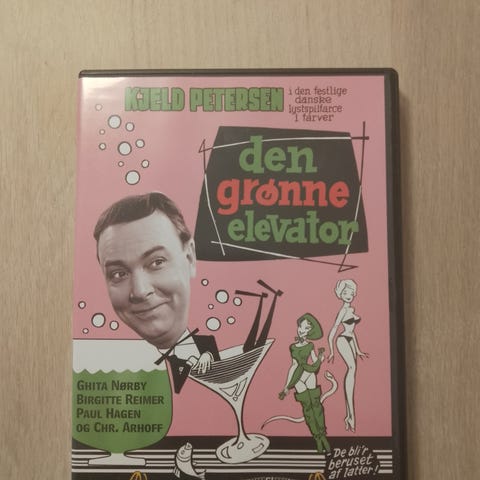 KJELD PETERSEN
i den festlige
danske
lystspilfarce
i farver
den
grønne
elevator
GHITA NØRBY
BIRGITTE REIMER
PAUL HAGEN
OG CHR. ARHOFF
-De bli'r
beruset
af latter!